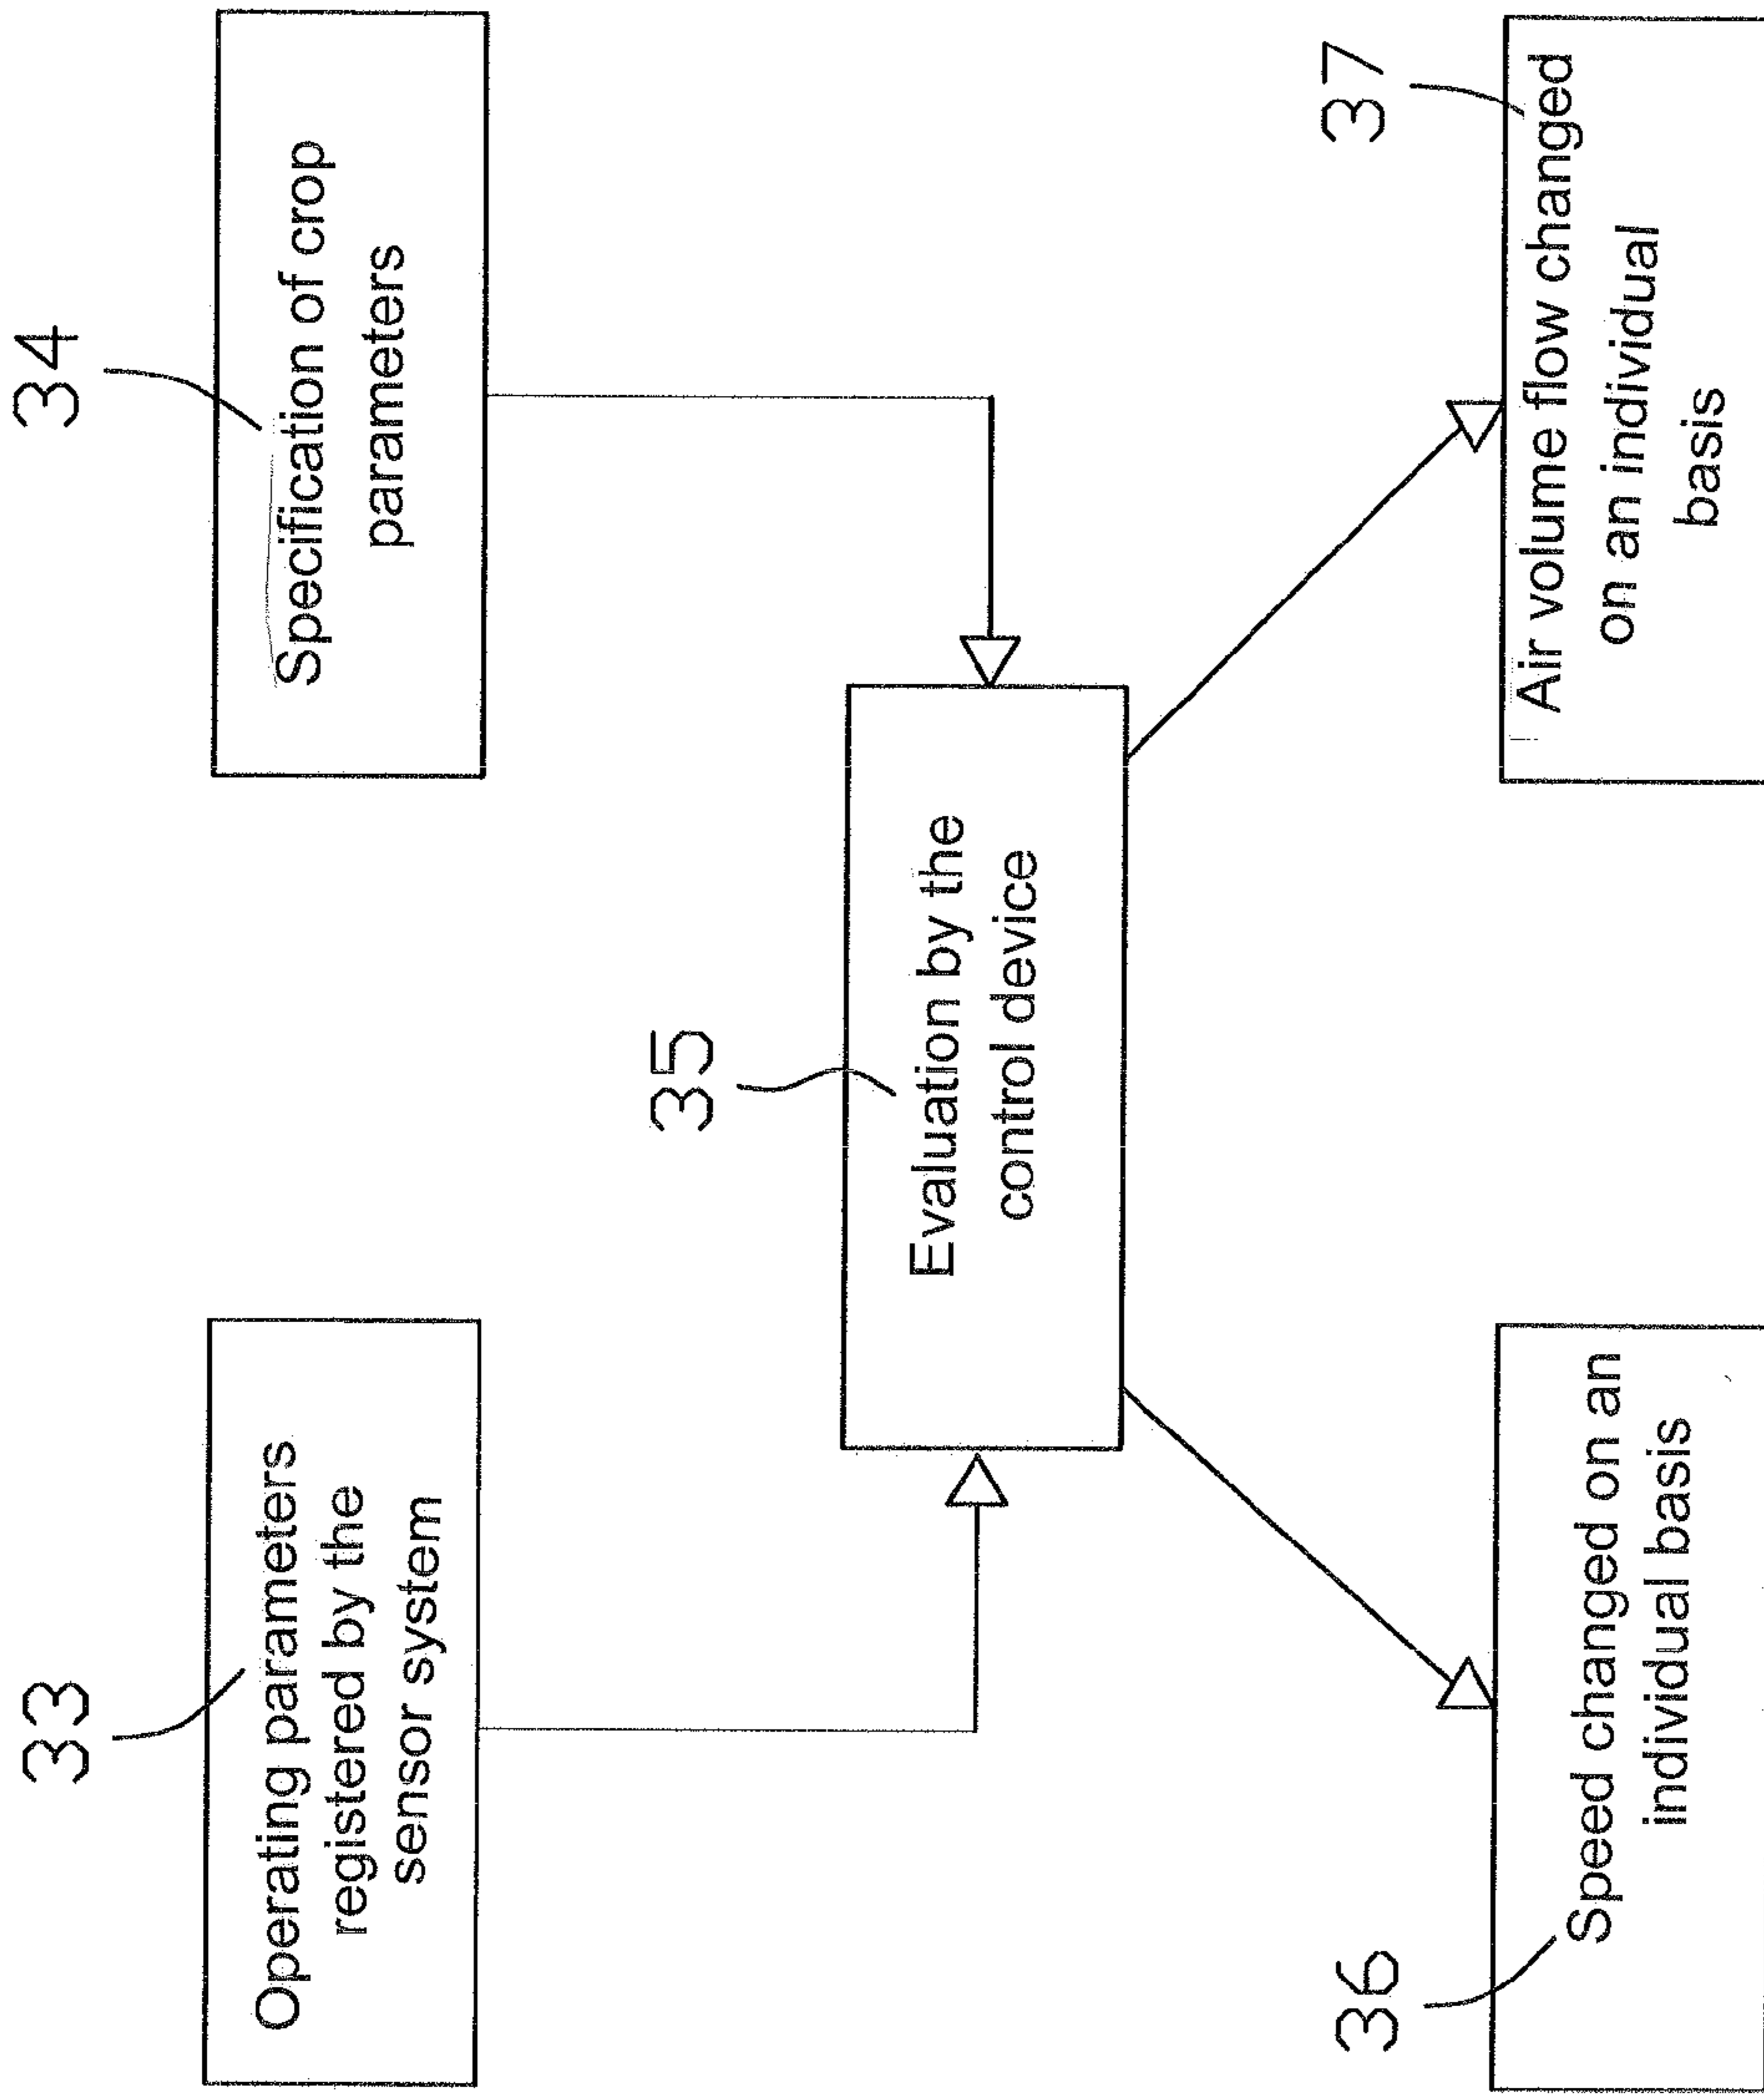 33
Operating parameters
registered by the
sensor system
34
Specification of crop
parameters
35
Evaluation by the
control device
36
Speed changed on an
individual basis
37
Air volume flow changed
on an individual
basis